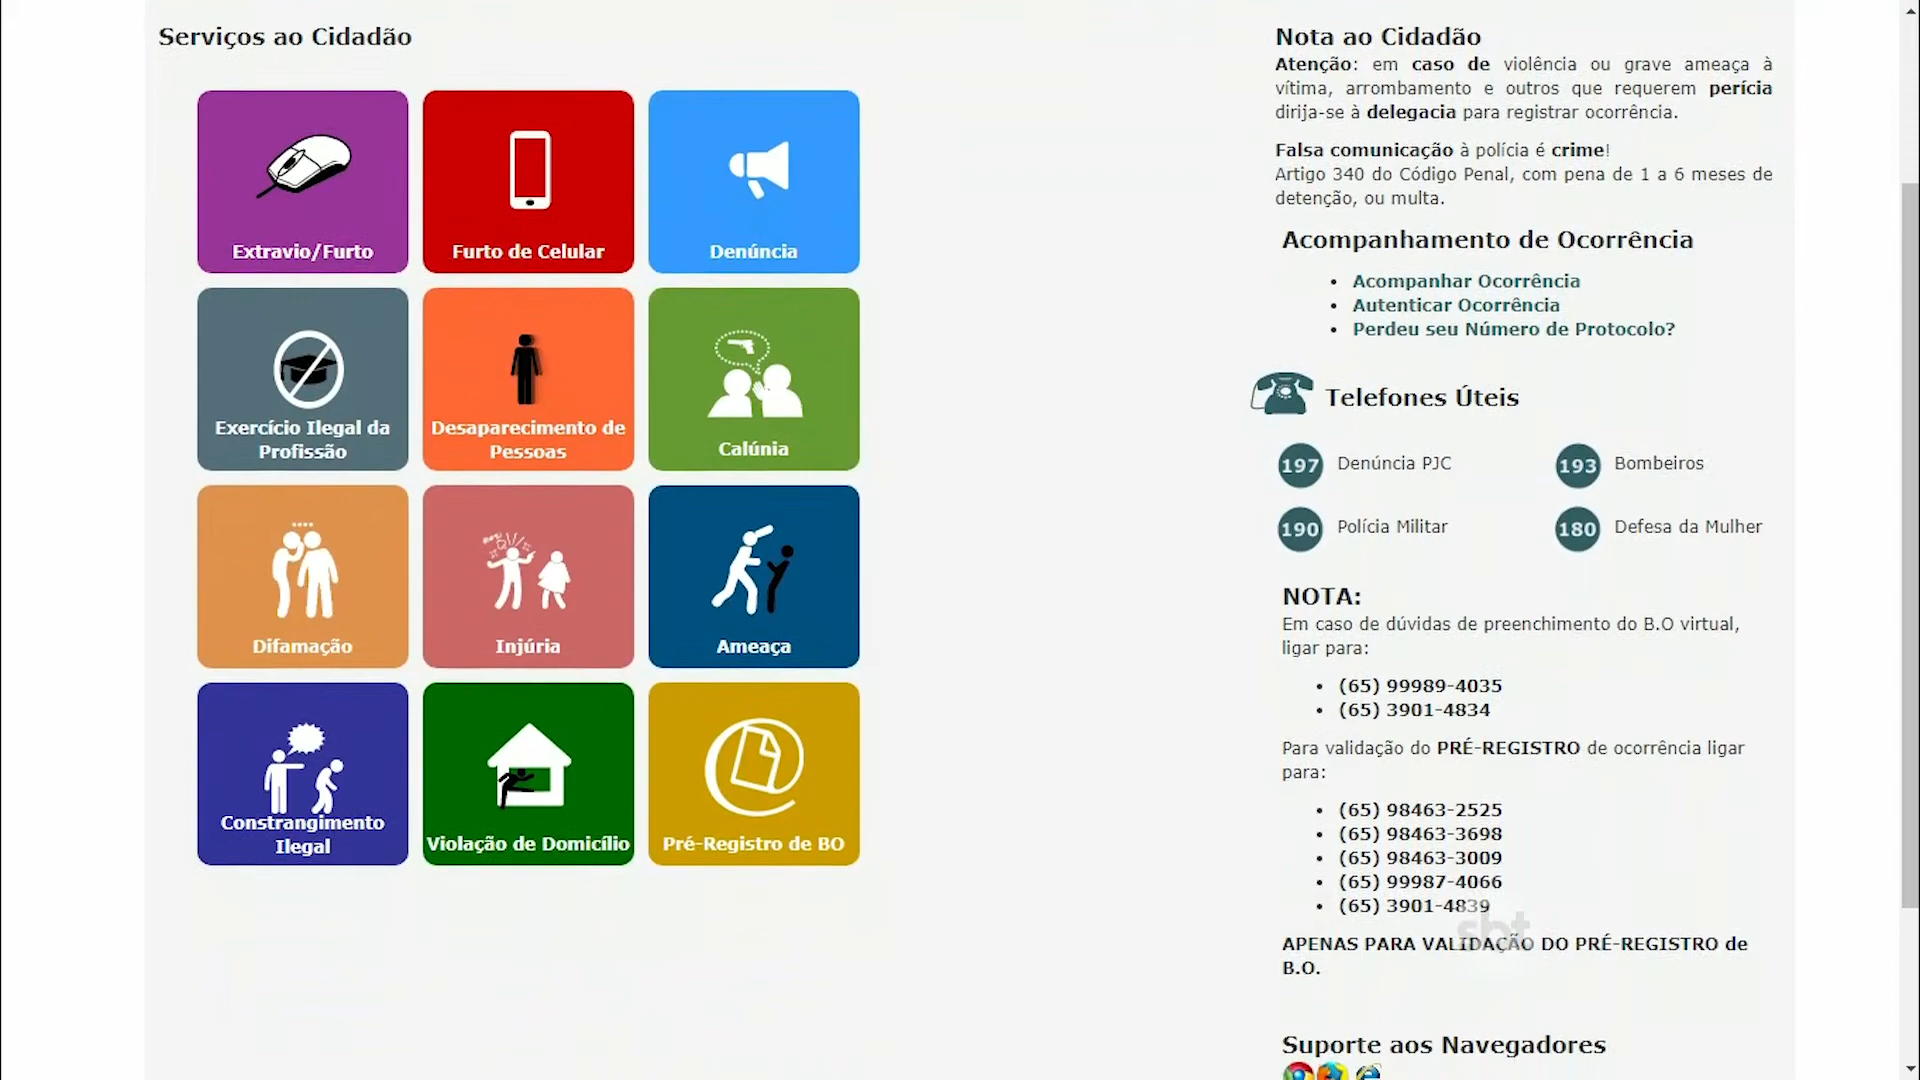 Serviços ao Cidadão
Extravio/Furto
Furto de Celular
Denúncia
Exercício Ilegal da
Profissão
Desaparecimento de
Pessoas
Calúnia
Difamação
Injúria
Ameaça
Constrangimento
Ilegal
Violação de Domicílio
Pré-Registro de BO
Nota ao Cidadão
Atenção: em caso de violência ou grave ameaça à
vítima, arrombamento e outros que requerem perícia
dirija-se à delegacia para registrar ocorrência.
Falsa comunicação à polícia é crime!
Artigo 340 do Código Penal, com pena de 1 a 6 meses de
detenção, ou multa.
Acompanhamento de Ocorrência
• Acompanhar Ocorrência
• Autenticar Ocorrência
• Perdeu seu Número de Protocolo?
Telefones Úteis
197 Denúncia PJC
193 Bombeiros
190 Polícia Militar
180 Defesa da Mulher
NOTA:
Em caso de dúvidas de preenchimento do B.O virtual,
ligar para:
• (65) 99989-4035
• (65) 3901-4834
Para validação do PRÉ-REGISTRO de ocorrência ligar
para:
• (65) 98463-2525
• (65) 98463-3698
• (65) 98463-3009
• (65) 99987-4066
• (65) 3901-4839
sbt
APENAS PARA VALIDAÇÃO DO PRÉ-REGISTRO de
B.O.
Suporte aos Navegadores